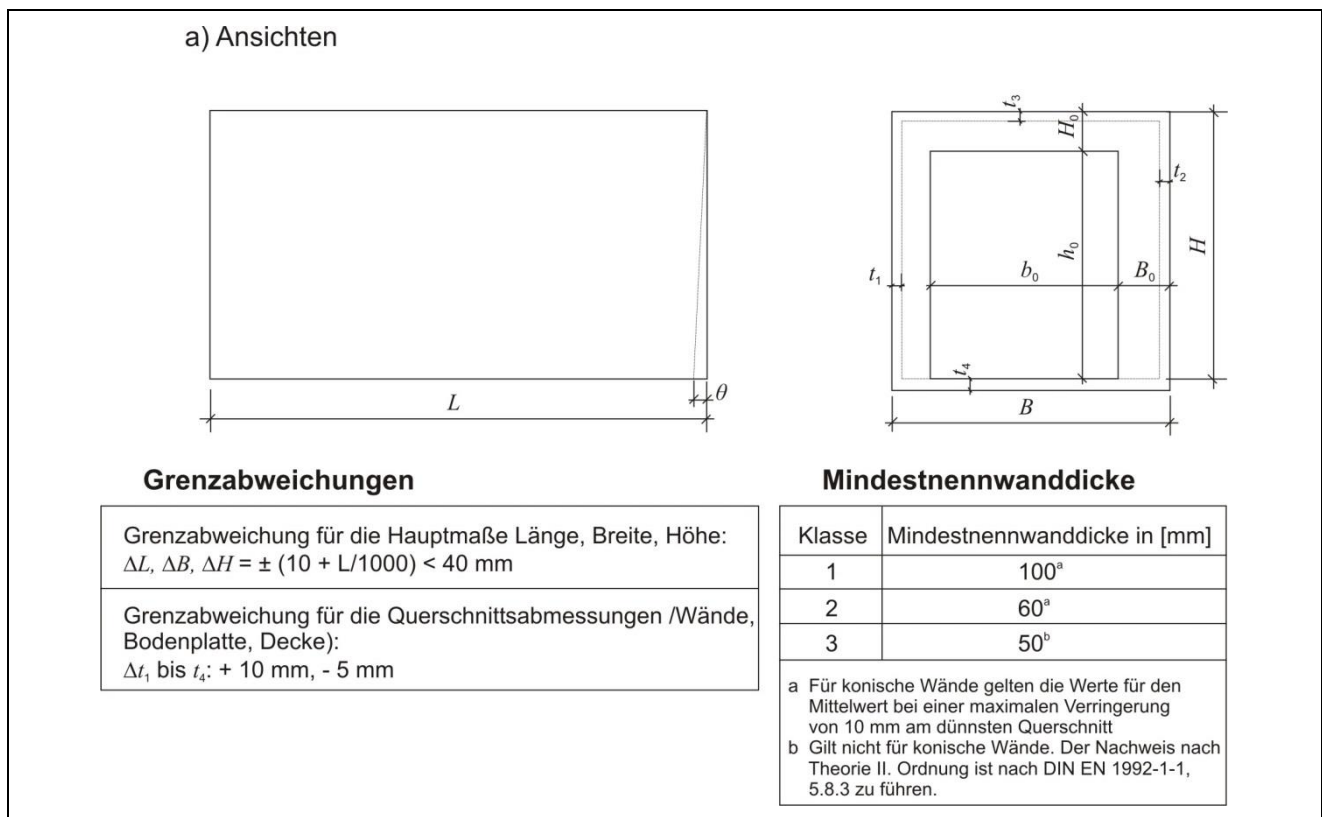 a) Ansichten
L
θ
t₃
H₀
t₂
h₀
H
t₁
b₀
B₀
t₄
B
Grenzabweichungen
Grenzabweichung für die Hauptmaße Länge, Breite, Höhe:
ΔL, ΔB, ΔH = ± (10 + L/1000) < 40 mm
Grenzabweichung für die Querschnittsabmessungen /Wände,
Bodenplatte, Decke):
Δt₁ bis t₄: + 10 mm, - 5 mm
Mindestnennwanddicke
Klasse Mindestnennwanddicke in [mm]
1 100ᵃ
2 60ᵃ
3 50ᵇ
a Für konische Wände gelten die Werte für den
Mittelwert bei einer maximalen Verringerung
von 10 mm am dünnsten Querschnitt
b Gilt nicht für konische Wände. Der Nachweis nach
Theorie II. Ordnung ist nach DIN EN 1992-1-1,
5.8.3 zu führen.